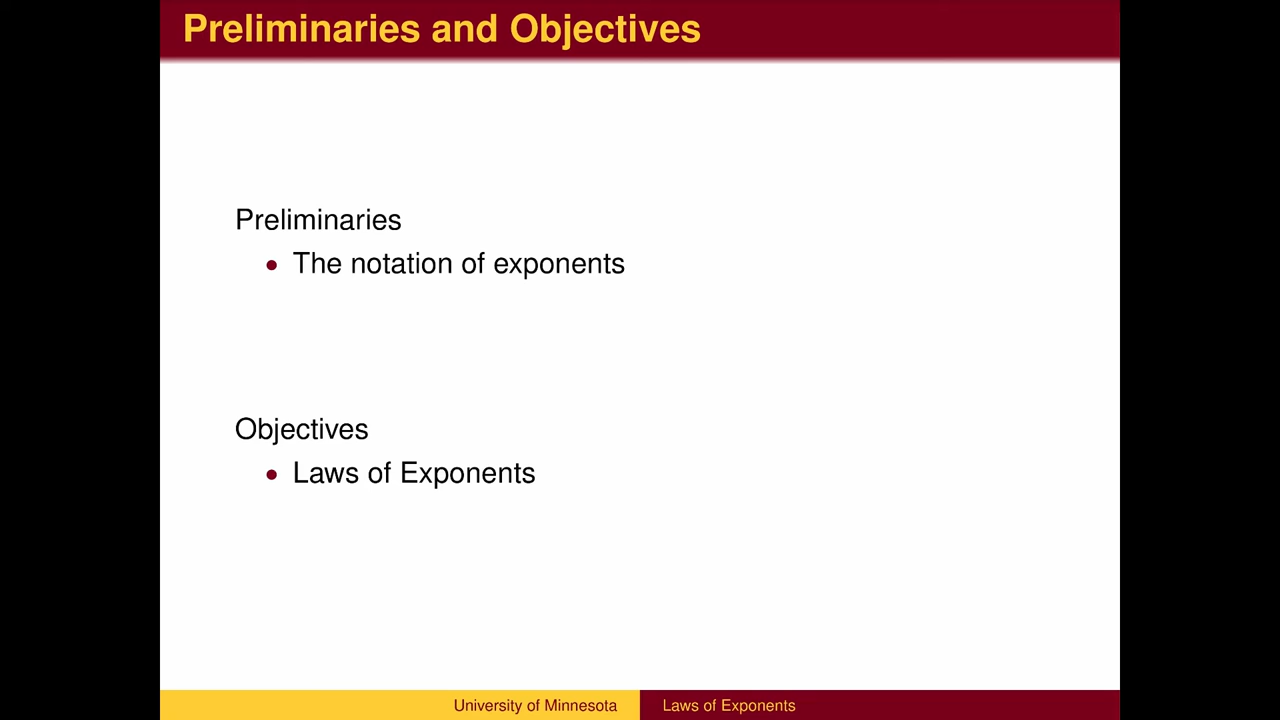 Preliminaries and Objectives
Preliminaries
• The notation of exponents
Objectives
• Laws of Exponents
University of Minnesota
Laws of Exponents